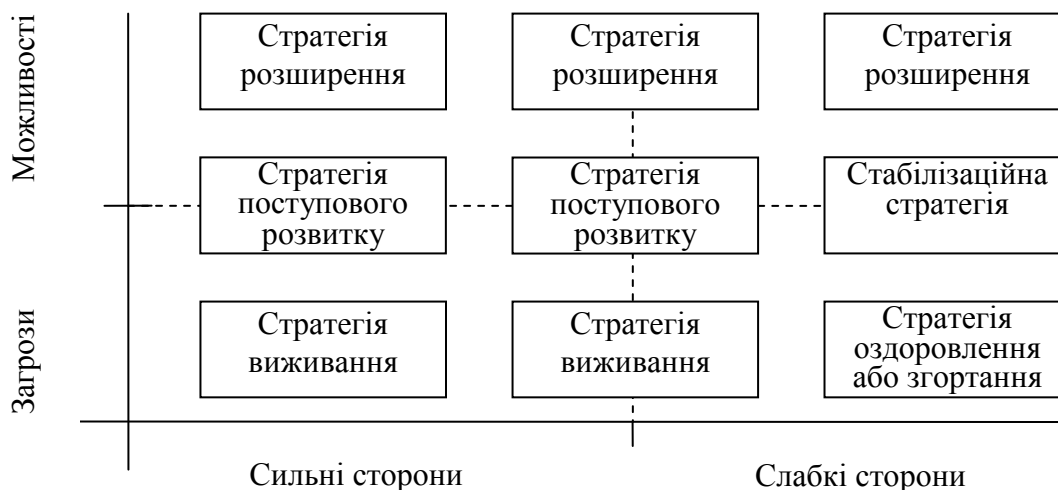 Можливості
Стратегія
розширення
Стратегія
розширення
Стратегія
розширення
Стратегія
поступового
розвитку
Стратегія
поступового
розвитку
Стабілізаційна
стратегія
Загрози
Стратегія
виживання
Стратегія
виживання
Стратегія
оздоровлення
або згортання
Сильні сторони
Слабкі сторони